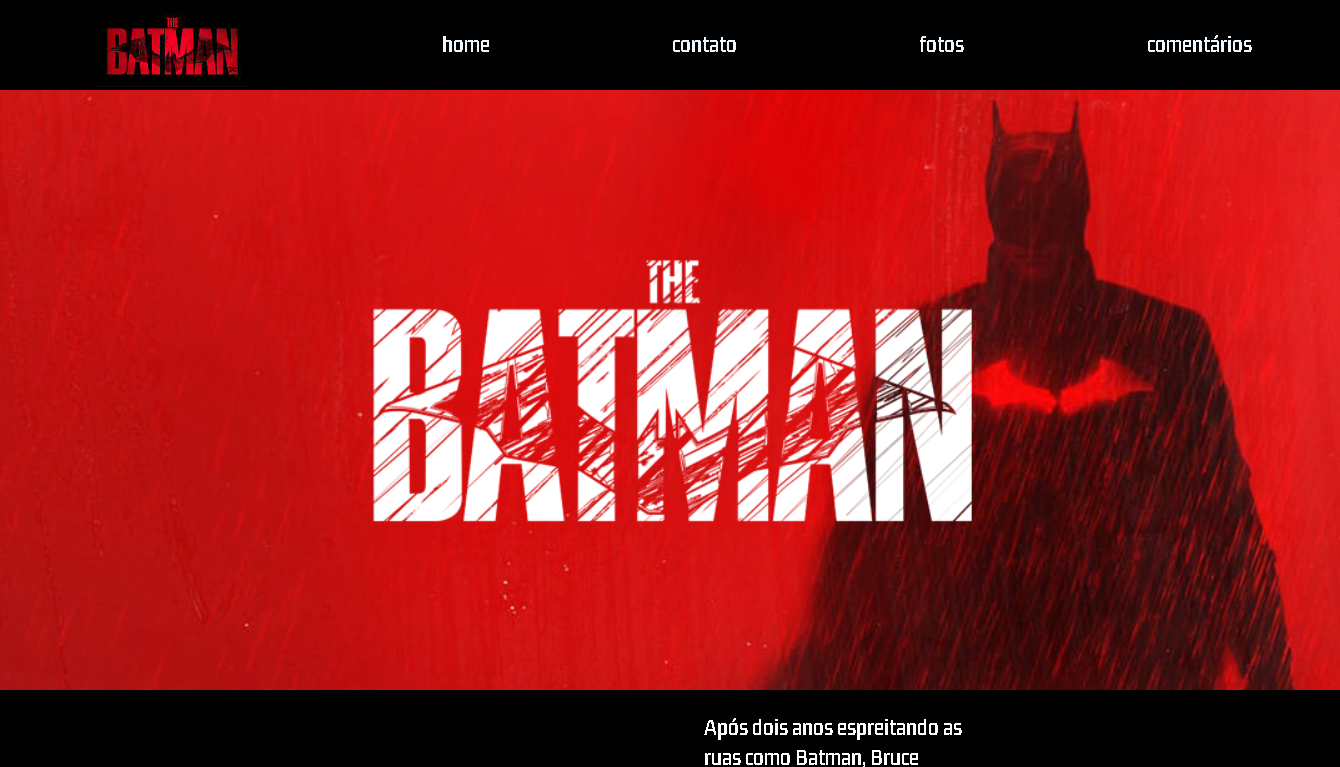 THE
BATMAN
home
contato
fotos
comentários
THE
BATMAN
Após dois anos espreitando as
ruas como Batman, Bruce